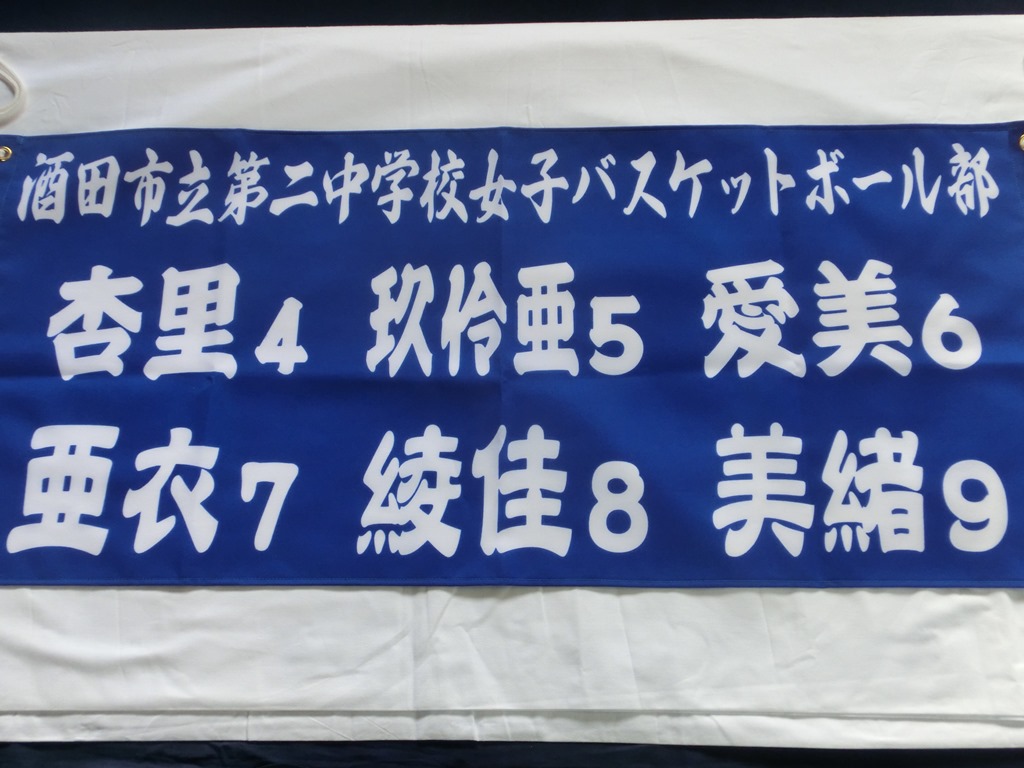 酒田市立第二中学校女子バスケットボール部
杏里4 玖伶亜5 愛美6
亜衣7 綾佳8 美緒9